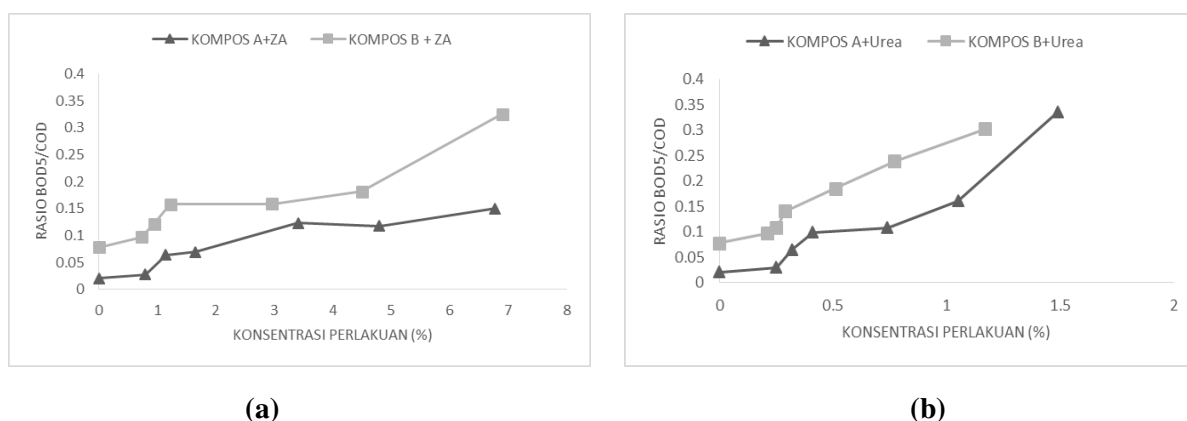 KOMPOS A+ZA KOMPOS B + ZA
0.4
0.35
0.3
0.25
0.2
0.15
0.1
0.05
0
RASIO BOD5/COD
0 1 2 3 4 5 6 7 8
KONSENTRASI PERLAKUAN (%)
(a)
KOMPOS A+Urea KOMPOS B+Urea
0.4
0.35
0.3
0.25
0.2
0.15
0.1
0.05
0
RASIO BOD5/COD
0 0.5 1 1.5 2
KONSENTRASI PERLAKUAN (%)
(b)